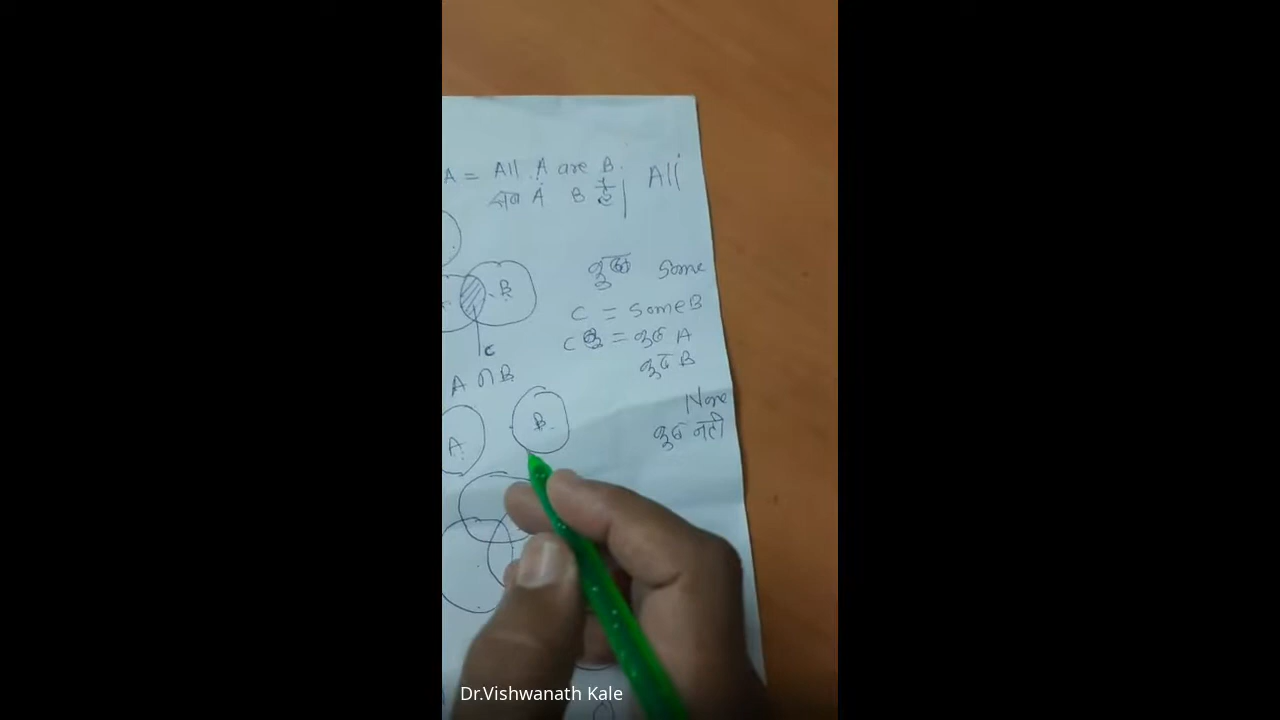 A = All A are B.
सब A B है| All
B
कुछ Some
C = Some B
C = कुछ A
C
कुछ B
A ∩ B
None
कुछ नही
A
B
Dr.Vishwanath Kale